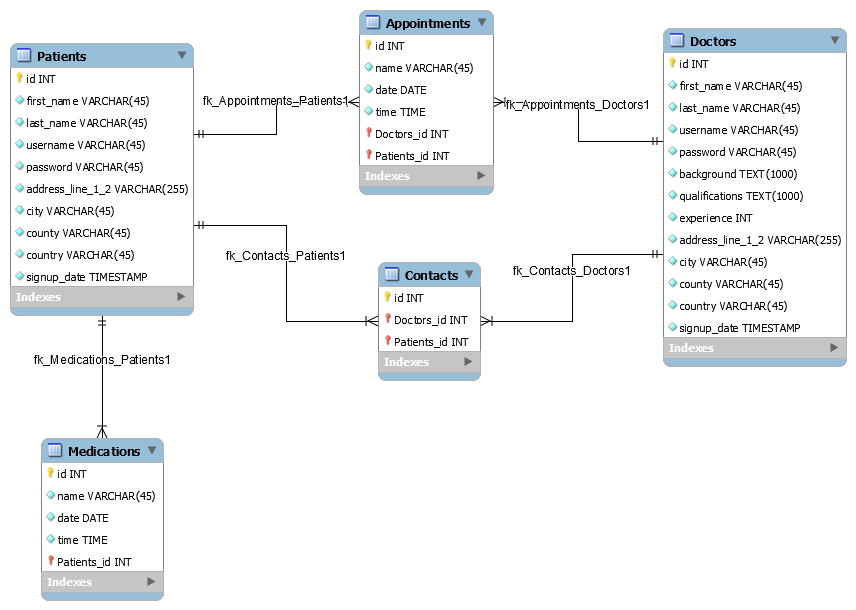 Patients
id INT
first_name VARCHAR(45)
last_name VARCHAR(45)
username VARCHAR(45)
password VARCHAR(45)
address_line_1_2 VARCHAR(255)
city VARCHAR(45)
county VARCHAR(45)
country VARCHAR(45)
signup_date TIMESTAMP
Indexes
fk_Appointments_Patients1
Appointments
id INT
name VARCHAR(45)
date DATE
time TIME
Doctors_id INT
Patients_id INT
Indexes
fk_Appointments_Doctors1
Doctors
id INT
first_name VARCHAR(45)
last_name VARCHAR(45)
username VARCHAR(45)
password VARCHAR(45)
background TEXT(1000)
qualifications TEXT(1000)
experience INT
address_line_1_2 VARCHAR(255)
city VARCHAR(45)
county VARCHAR(45)
country VARCHAR(45)
signup_date TIMESTAMP
Indexes
fk_Contacts_Patients1
Contacts
id INT
Doctors_id INT
Patients_id INT
Indexes
fk_Contacts_Doctors1
fk_Medications_Patients1
Medications
id INT
name VARCHAR(45)
date DATE
time TIME
Patients_id INT
Indexes